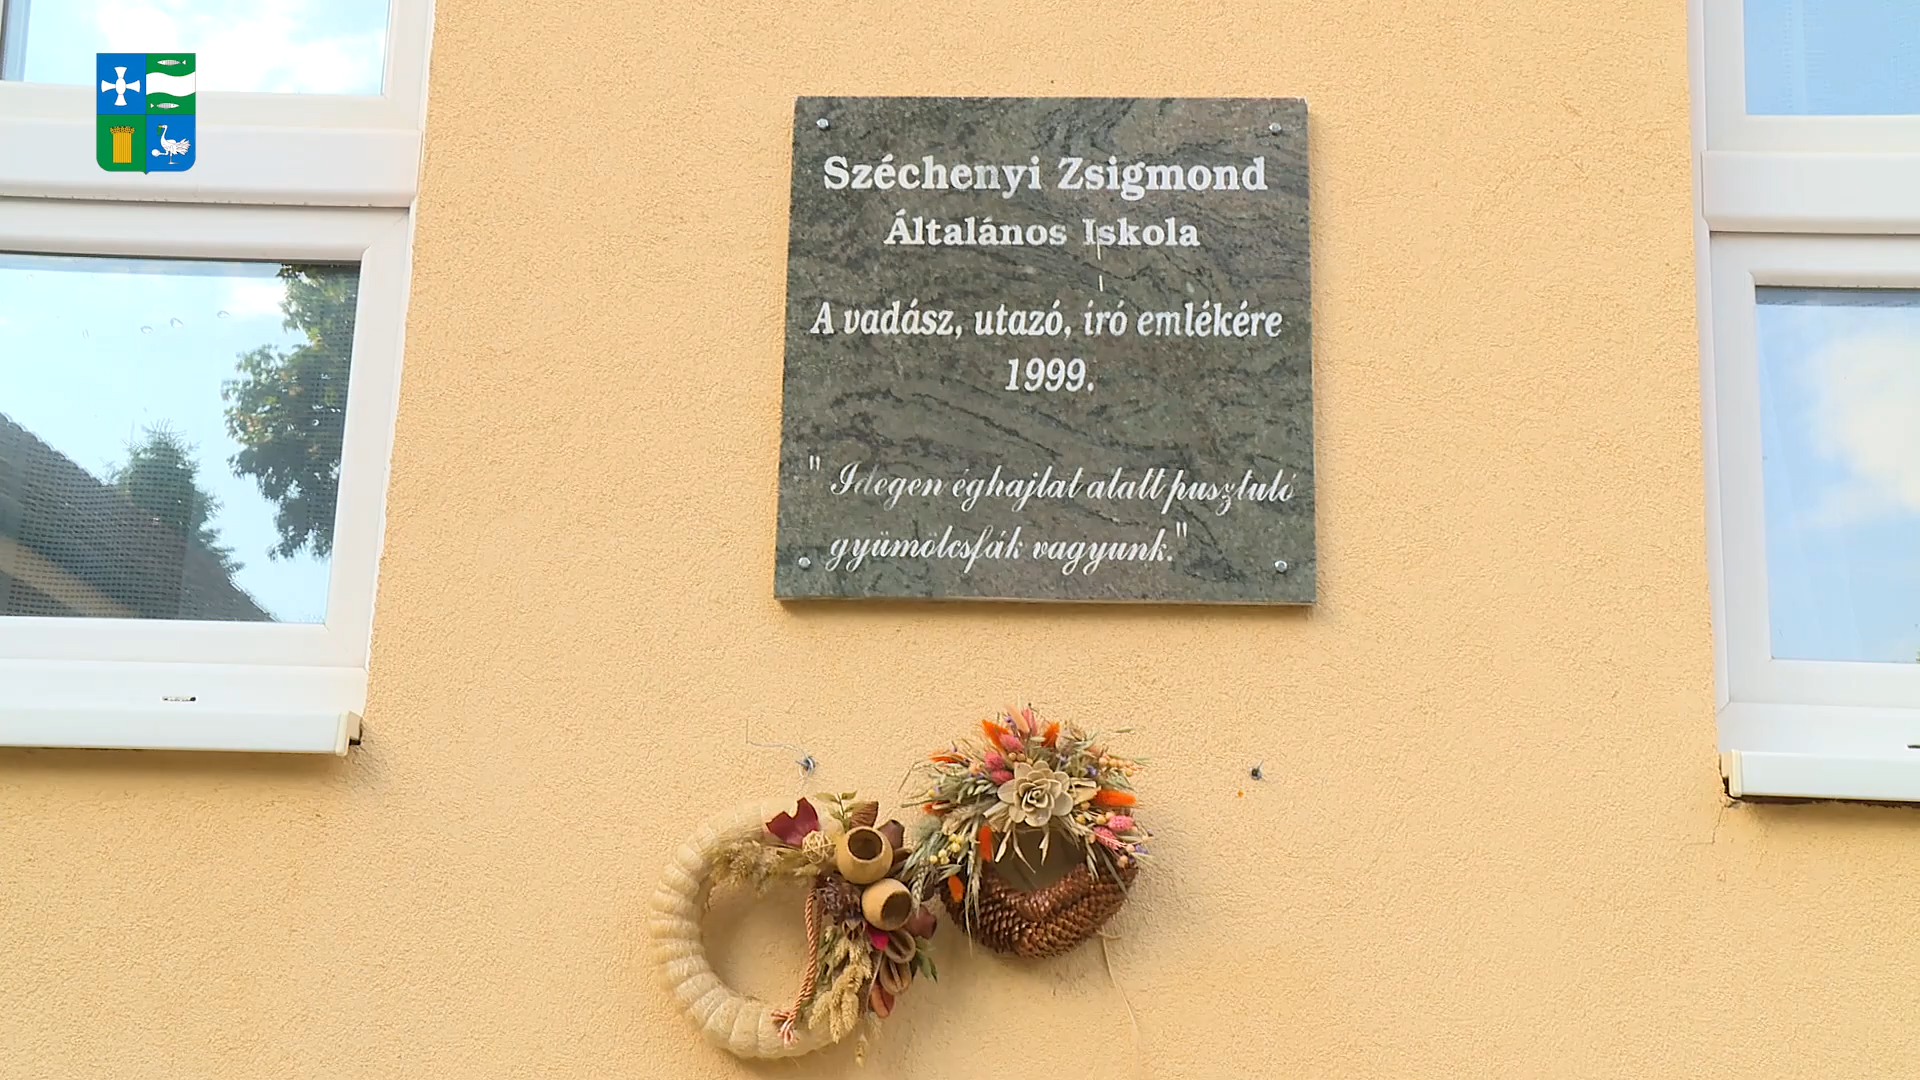 Széchenyi Zsigmond
Általános Iskola
A vadász, utazó, író emlékére
1999.
"Idegen éghajlat alatt pusztuló
gyümölcsfák vagyunk."